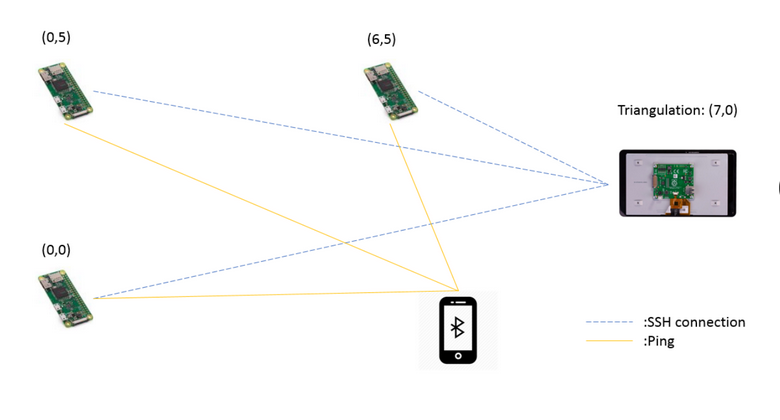 (0,5)
(6,5)
Triangulation: (7,0)
(0,0)
:SSH connection
:Ping